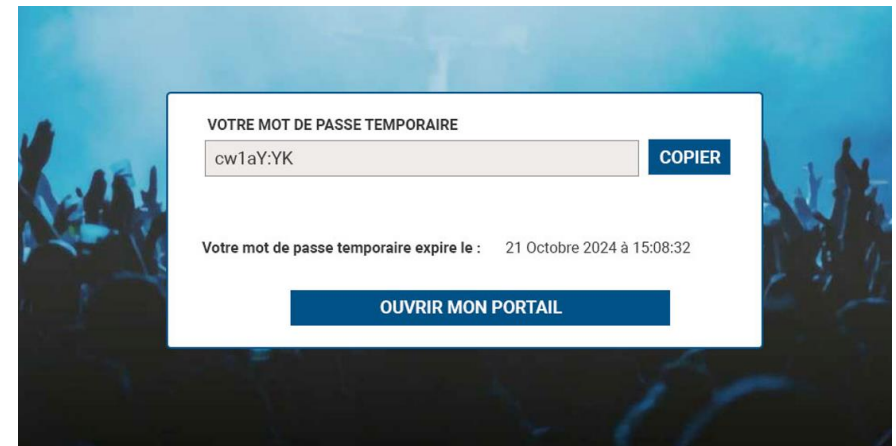 VOTRE MOT DE PASSE TEMPORAIRE
cw1aY:YK
COPIER
Votre mot de passe temporaire expire le : 21 Octobre 2024 à 15:08:32
OUVRIR MON PORTAIL